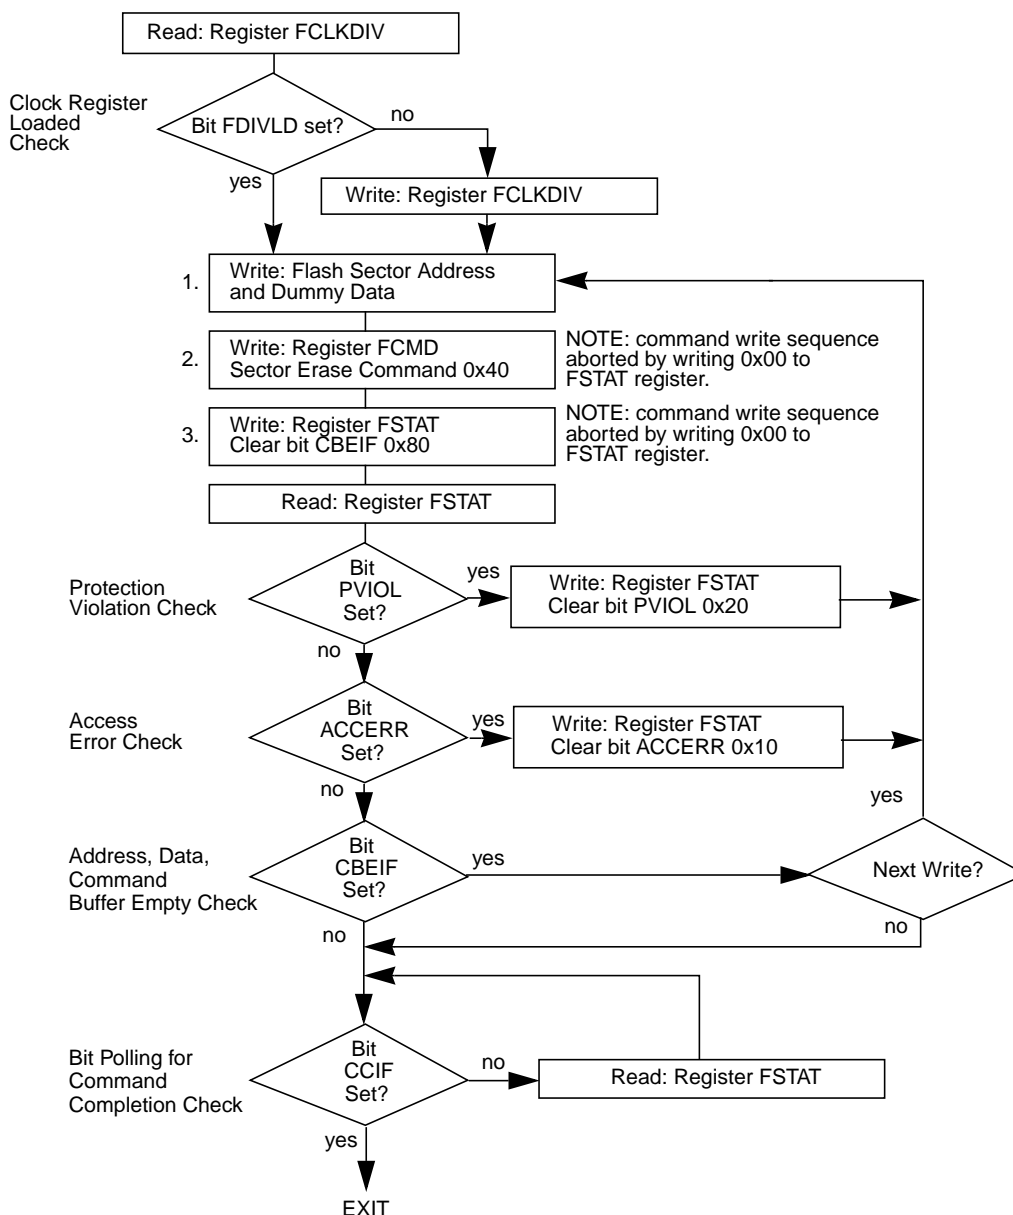 Read: Register FCLKDIV
Clock Register
Loaded
Check
Bit FDIVLD set?
no
yes
Write: Register FCLKDIV
1.
Write: Flash Sector Address
and Dummy Data
2.
Write: Register FCMD
Sector Erase Command 0x40
NOTE: command write sequence
aborted by writing 0x00 to
FSTAT register.
3.
Write: Register FSTAT
Clear bit CBEIF 0x80
NOTE: command write sequence
aborted by writing 0x00 to
FSTAT register.
Read: Register FSTAT
Protection
Violation Check
Bit
PVIOL
Set?
yes
Write: Register FSTAT
Clear bit PVIOL 0x20
no
Access
Error Check
Bit
ACCERR
Set?
yes
Write: Register FSTAT
Clear bit ACCERR 0x10
no
yes
Address, Data,
Command
Buffer Empty Check
Bit
CBEIF
Set?
yes
Next Write?
no
no
Bit Polling for
Command
Completion Check
Bit
CCIF
Set?
no
Read: Register FSTAT
yes
EXIT